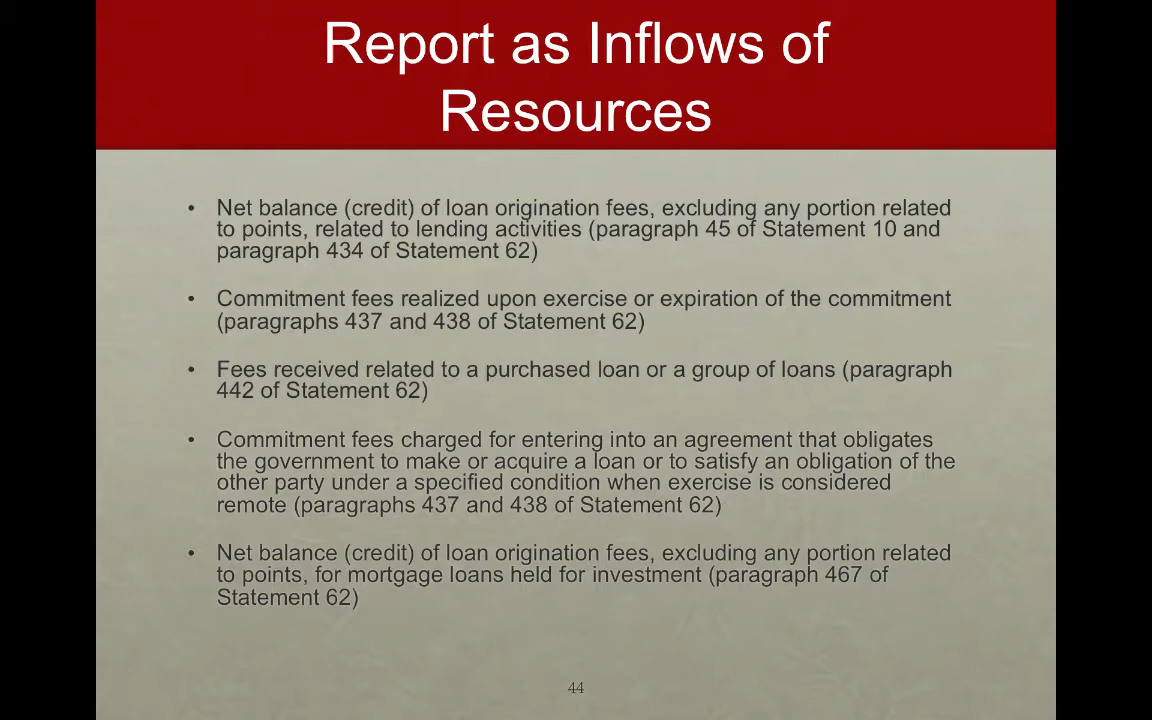 Report as Inflows of
Resources
• Net balance (credit) of loan origination fees, excluding any portion related
to points, related to lending activities (paragraph 45 of Statement 10 and
paragraph 434 of Statement 62)
• Commitment fees realized upon exercise or expiration of the commitment
(paragraphs 437 and 438 of Statement 62)
• Fees received related to a purchased loan or a group of loans (paragraph
442 of Statement 62)
• Commitment fees charged for entering into an agreement that obligates
the government to make or acquire a loan or to satisfy an obligation of the
other party under a specified condition when exercise is considered
remote (paragraphs 437 and 438 of Statement 62)
• Net balance (credit) of loan origination fees, excluding any portion related
to points, for mortgage loans held for investment (paragraph 467 of
Statement 62)
44